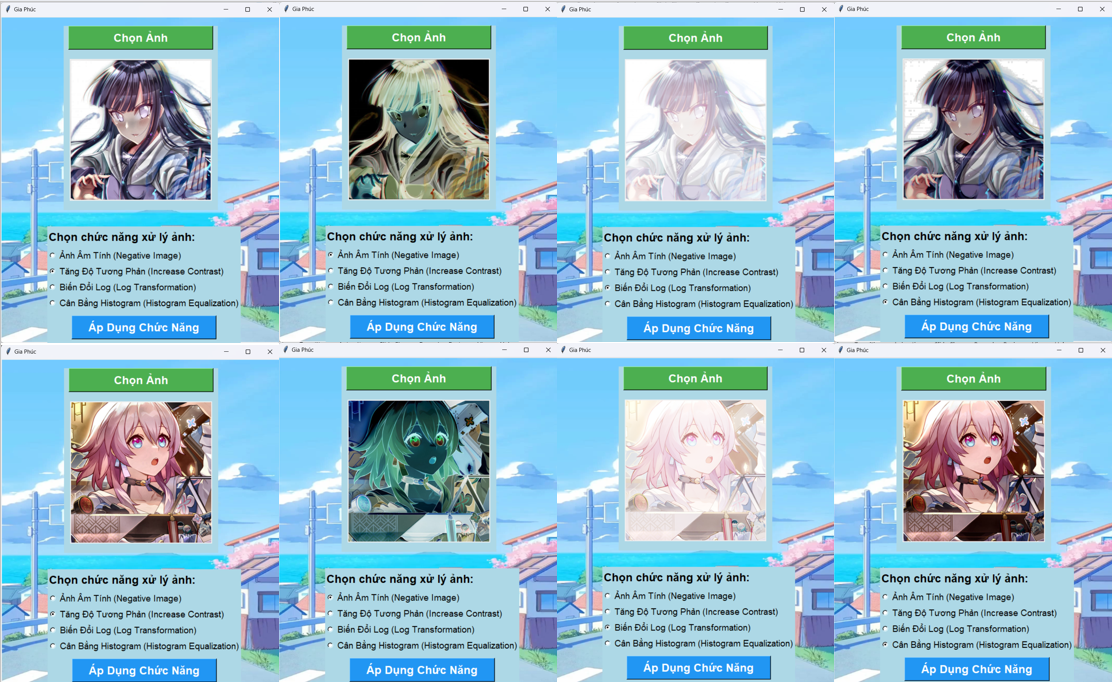 Gia Phúc
Chọn Ảnh
Chọn chức năng xử lý ảnh:
Ảnh Âm Tính (Negative Image)
Tăng Độ Tương Phản (Increase Contrast)
Biến Đổi Log (Log Transformation)
Cân Bằng Histogram (Histogram Equalization)
Áp Dụng Chức Năng
Gia Phúc
Chọn Ảnh
Chọn chức năng xử lý ảnh:
Ảnh Âm Tính (Negative Image)
Tăng Độ Tương Phản (Increase Contrast)
Biến Đổi Log (Log Transformation)
Cân Bằng Histogram (Histogram Equalization)
Áp Dụng Chức Năng
Gia Phúc
Chọn Ảnh
Chọn chức năng xử lý ảnh:
Ảnh Âm Tính (Negative Image)
Tăng Độ Tương Phản (Increase Contrast)
Biến Đổi Log (Log Transformation)
Cân Bằng Histogram (Histogram Equalization)
Áp Dụng Chức Năng
Gia Phúc
Chọn Ảnh
Chọn chức năng xử lý ảnh:
Ảnh Âm Tính (Negative Image)
Tăng Độ Tương Phản (Increase Contrast)
Biến Đổi Log (Log Transformation)
Cân Bằng Histogram (Histogram Equalization)
Áp Dụng Chức Năng
Gia Phúc
Chọn Ảnh
Chọn chức năng xử lý ảnh:
Ảnh Âm Tính (Negative Image)
Tăng Độ Tương Phản (Increase Contrast)
Biến Đổi Log (Log Transformation)
Cân Bằng Histogram (Histogram Equalization)
Áp Dụng Chức Năng
Gia Phúc
Chọn Ảnh
Chọn chức năng xử lý ảnh:
Ảnh Âm Tính (Negative Image)
Tăng Độ Tương Phản (Increase Contrast)
Biến Đổi Log (Log Transformation)
Cân Bằng Histogram (Histogram Equalization)
Áp Dụng Chức Năng
Gia Phúc
Chọn Ảnh
Chọn chức năng xử lý ảnh:
Ảnh Âm Tính (Negative Image)
Tăng Độ Tương Phản (Increase Contrast)
Biến Đổi Log (Log Transformation)
Cân Bằng Histogram (Histogram Equalization)
Áp Dụng Chức Năng
Gia Phúc
Chọn Ảnh
Chọn chức năng xử lý ảnh:
Ảnh Âm Tính (Negative Image)
Tăng Độ Tương Phản (Increase Contrast)
Biến Đổi Log (Log Transformation)
Cân Bằng Histogram (Histogram Equalization)
Áp Dụng Chức Năng